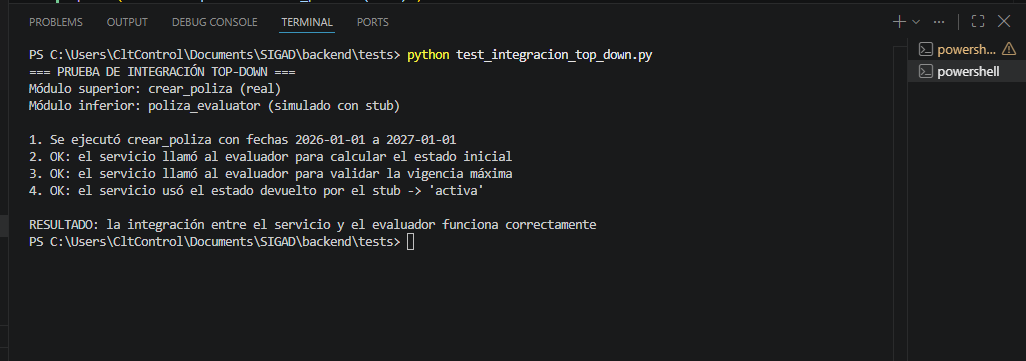 PROBLEMS OUTPUT DEBUG CONSOLE TERMINAL PORTS
PS C:\Users\CltControl\Documents\SIGAD\backend\tests> python test_integracion_top_down.py
=== PRUEBA DE INTEGRACIÓN TOP-DOWN ===
Módulo superior: crear_poliza (real)
Módulo inferior: poliza_evaluator (simulado con stub)
1. Se ejecutó crear_poliza con fechas 2026-01-01 a 2027-01-01
2. OK: el servicio llamó al evaluador para calcular el estado inicial
3. OK: el servicio llamó al evaluador para validar la vigencia máxima
4. OK: el servicio usó el estado devuelto por el stub -> 'activa'
RESULTADO: la integración entre el servicio y el evaluador funciona correctamente
PS C:\Users\CltControl\Documents\SIGAD\backend\tests>
powersh...
powershell